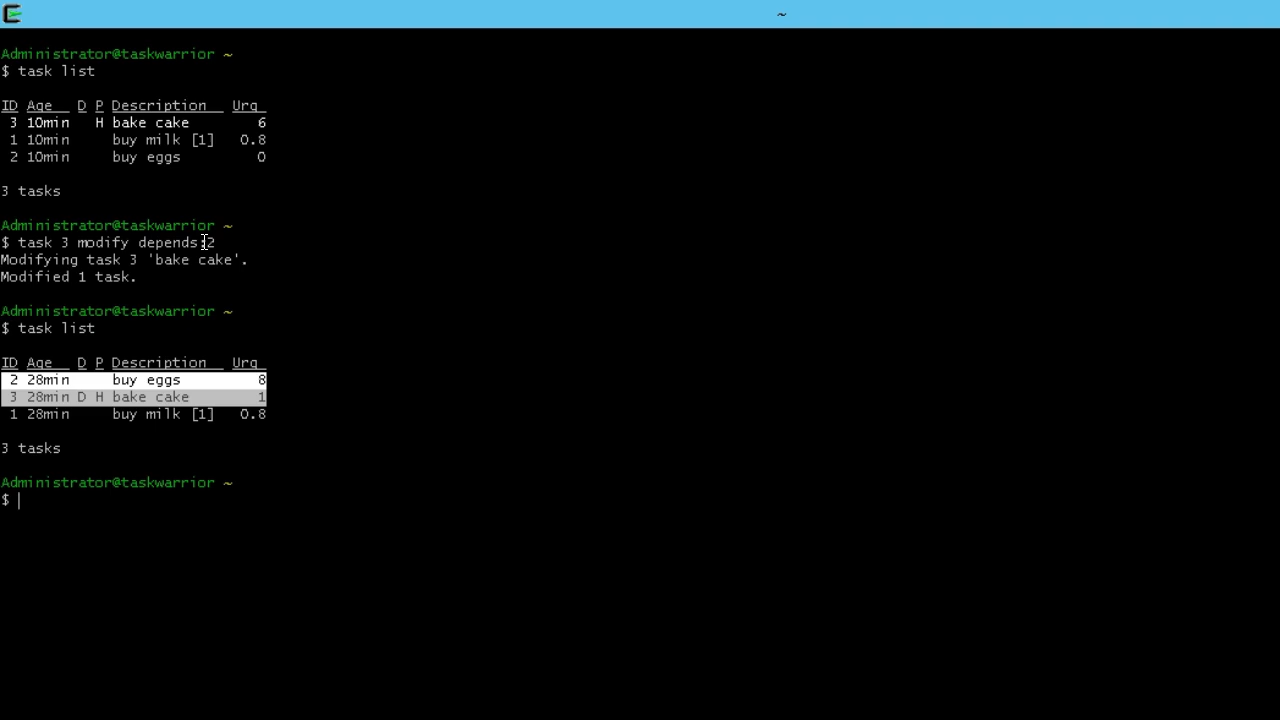 ~
Administrator@taskwarrior ~
$ task list
ID Age D P Description Urg
3 10min H bake cake 6
1 10min buy milk [1] 0.8
2 10min buy eggs 0
3 tasks
Administrator@taskwarrior ~
$ task 3 modify depends:2
Modifying task 3 'bake cake'.
Modified 1 task.
Administrator@taskwarrior ~
$ task list
ID Age D P Description Urg
2 28min buy eggs 8
3 28min D H bake cake 1
1 28min buy milk [1] 0.8
3 tasks
Administrator@taskwarrior ~
$